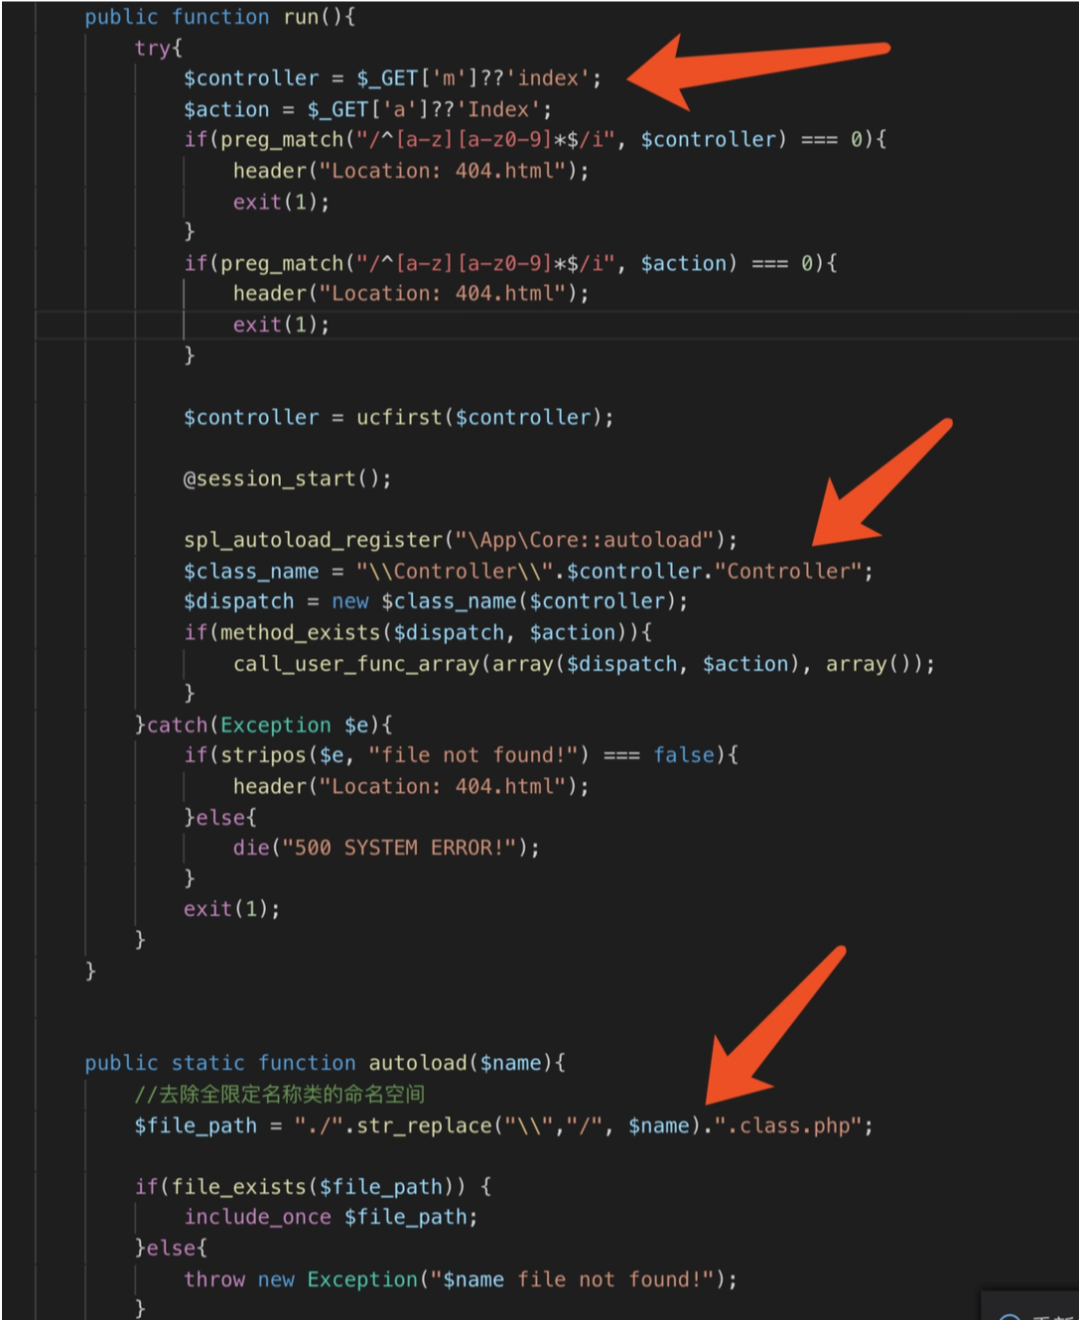 public function run(){
try{
$controller = $_GET['m']??'index';
$action = $_GET['a']??'Index';
if(preg_match("/^[a-z][a-z0-9]*$/i", $controller) === 0){
header("Location: 404.html");
exit(1);
}
if(preg_match("/^[a-z][a-z0-9]*$/i", $action) === 0){
header("Location: 404.html");
exit(1);
}
$controller = ucfirst($controller);
@session_start();
spl_autoload_register("\App\Core::autoload");
$class_name = "\\Controller\\".$controller."Controller";
$dispatch = new $class_name($controller);
if(method_exists($dispatch, $action)){
call_user_func_array(array($dispatch, $action), array());
}
}catch(Exception $e){
if(stripos($e, "file not found!") === false){
header("Location: 404.html");
}else{
die("500 SYSTEM ERROR!");
}
exit(1);
}
}
public static function autoload($name){
//去除全限定名称类的命名空间
$file_path = "./".str_replace("\\","/", $name).".class.php";
if(file_exists($file_path)) {
include_once $file_path;
}else{
throw new Exception("$name file not found!");
}